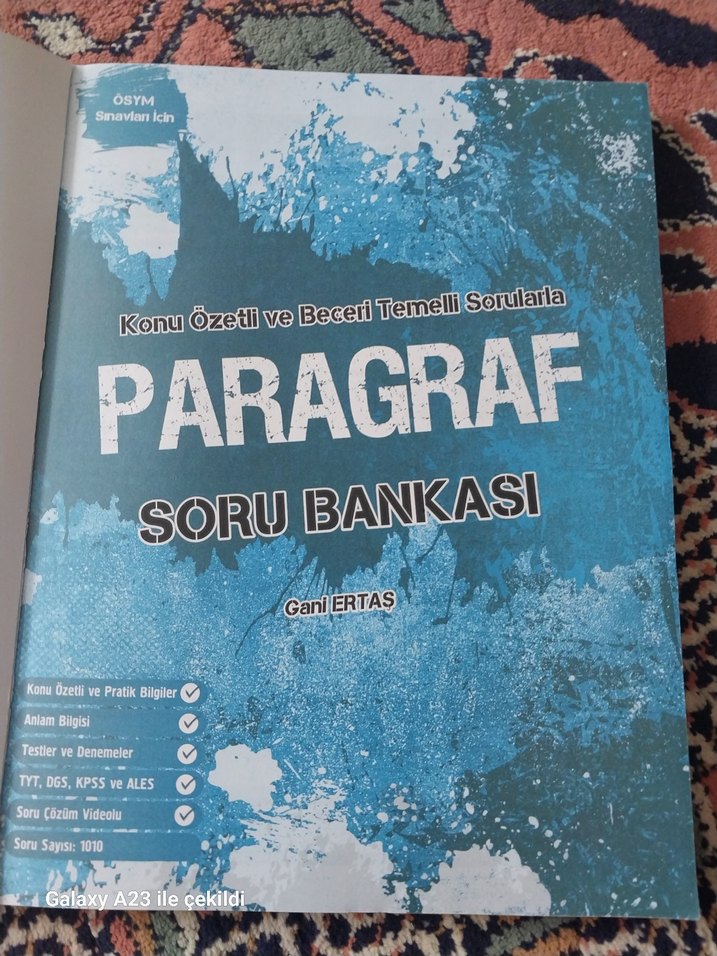 ÖSYM
Sınavları İçin
Konu Özetli ve Beceri Temelli Sorularla
PARAGRAF
SORU BANKASI
Gani ERTAŞ
Konu Özetli ve Pratik Bilgiler
Anlam Bilgisi
Testler ve Denemeler
TYT, DGS, KPSS ve ALES
Soru Çözüm Videolu
Soru Sayısı: 1010
Galaxy A23 ile çekildi